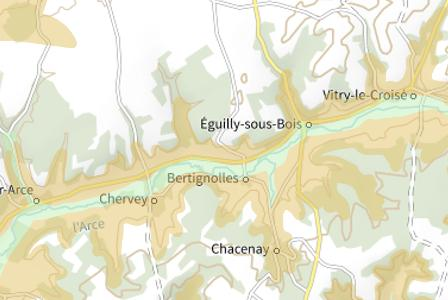 Vitry-le-Croisé
Éguilly-sous-Bois
Bertignolles
r-Arce
Chervey
l'Arce
Chacenay